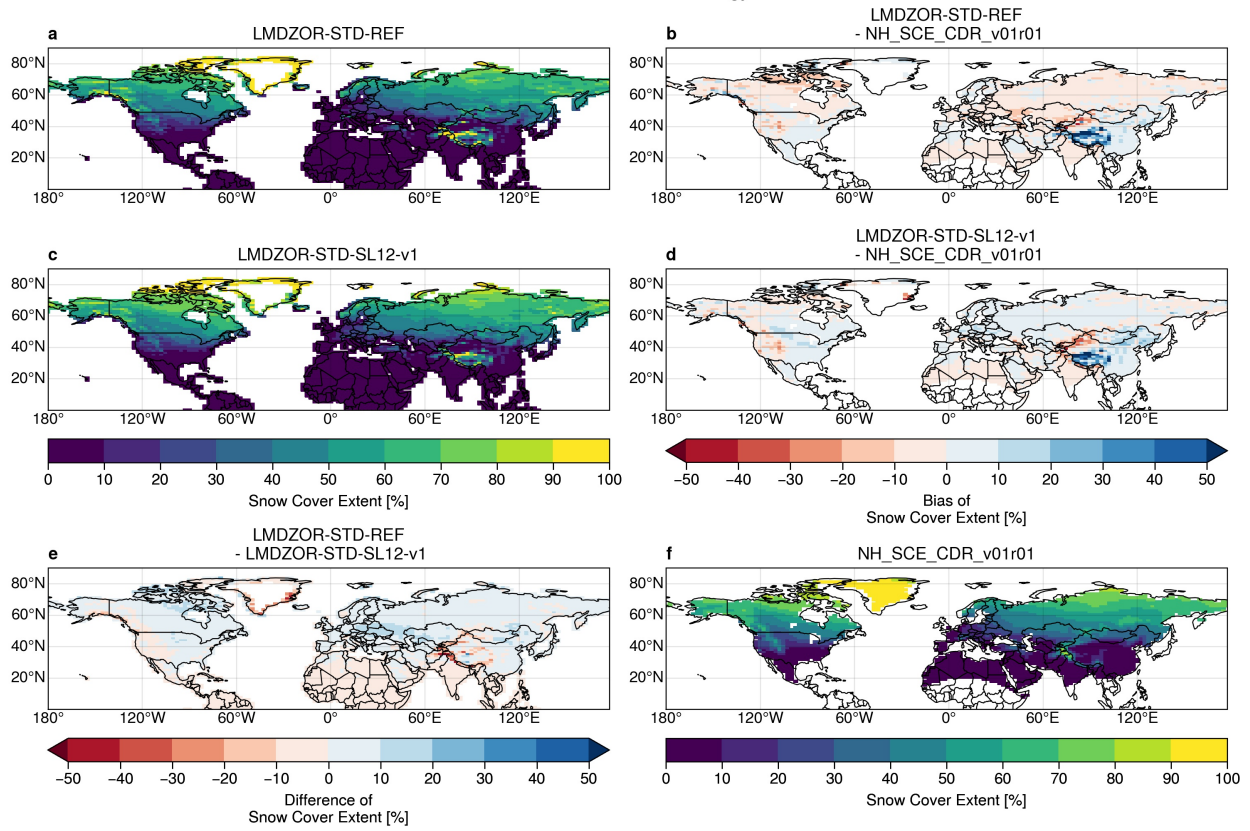 a LMDZOR-STD-REF
80°N
60°N
40°N
20°N
180° 120°W 60°W 0° 60°E 120°E
LMDZOR-STD-REF
b - NH_SCE_CDR_v01r01
80°N
60°N
40°N
20°N
180° 120°W 60°W 0° 60°E 120°E
c LMDZOR-STD-SL12-v1
80°N
60°N
40°N
20°N
180° 120°W 60°W 0° 60°E 120°E
0 10 20 30 40 50 60 70 80 90 100
Snow Cover Extent [%]
LMDZOR-STD-SL12-v1
d - NH_SCE_CDR_v01r01
80°N
60°N
40°N
20°N
180° 120°W 60°W 0° 60°E 120°E
−50 −40 −30 −20 −10 0 10 20 30 40 50
Bias of
Snow Cover Extent [%]
LMDZOR-STD-REF
e - LMDZOR-STD-SL12-v1
80°N
60°N
40°N
20°N
180° 120°W 60°W 0° 60°E 120°E
−50 −40 −30 −20 −10 0 10 20 30 40 50
Difference of
Snow Cover Extent [%]
f NH_SCE_CDR_v01r01
80°N
60°N
40°N
20°N
180° 120°W 60°W 0° 60°E 120°E
0 10 20 30 40 50 60 70 80 90 100
Snow Cover Extent [%]